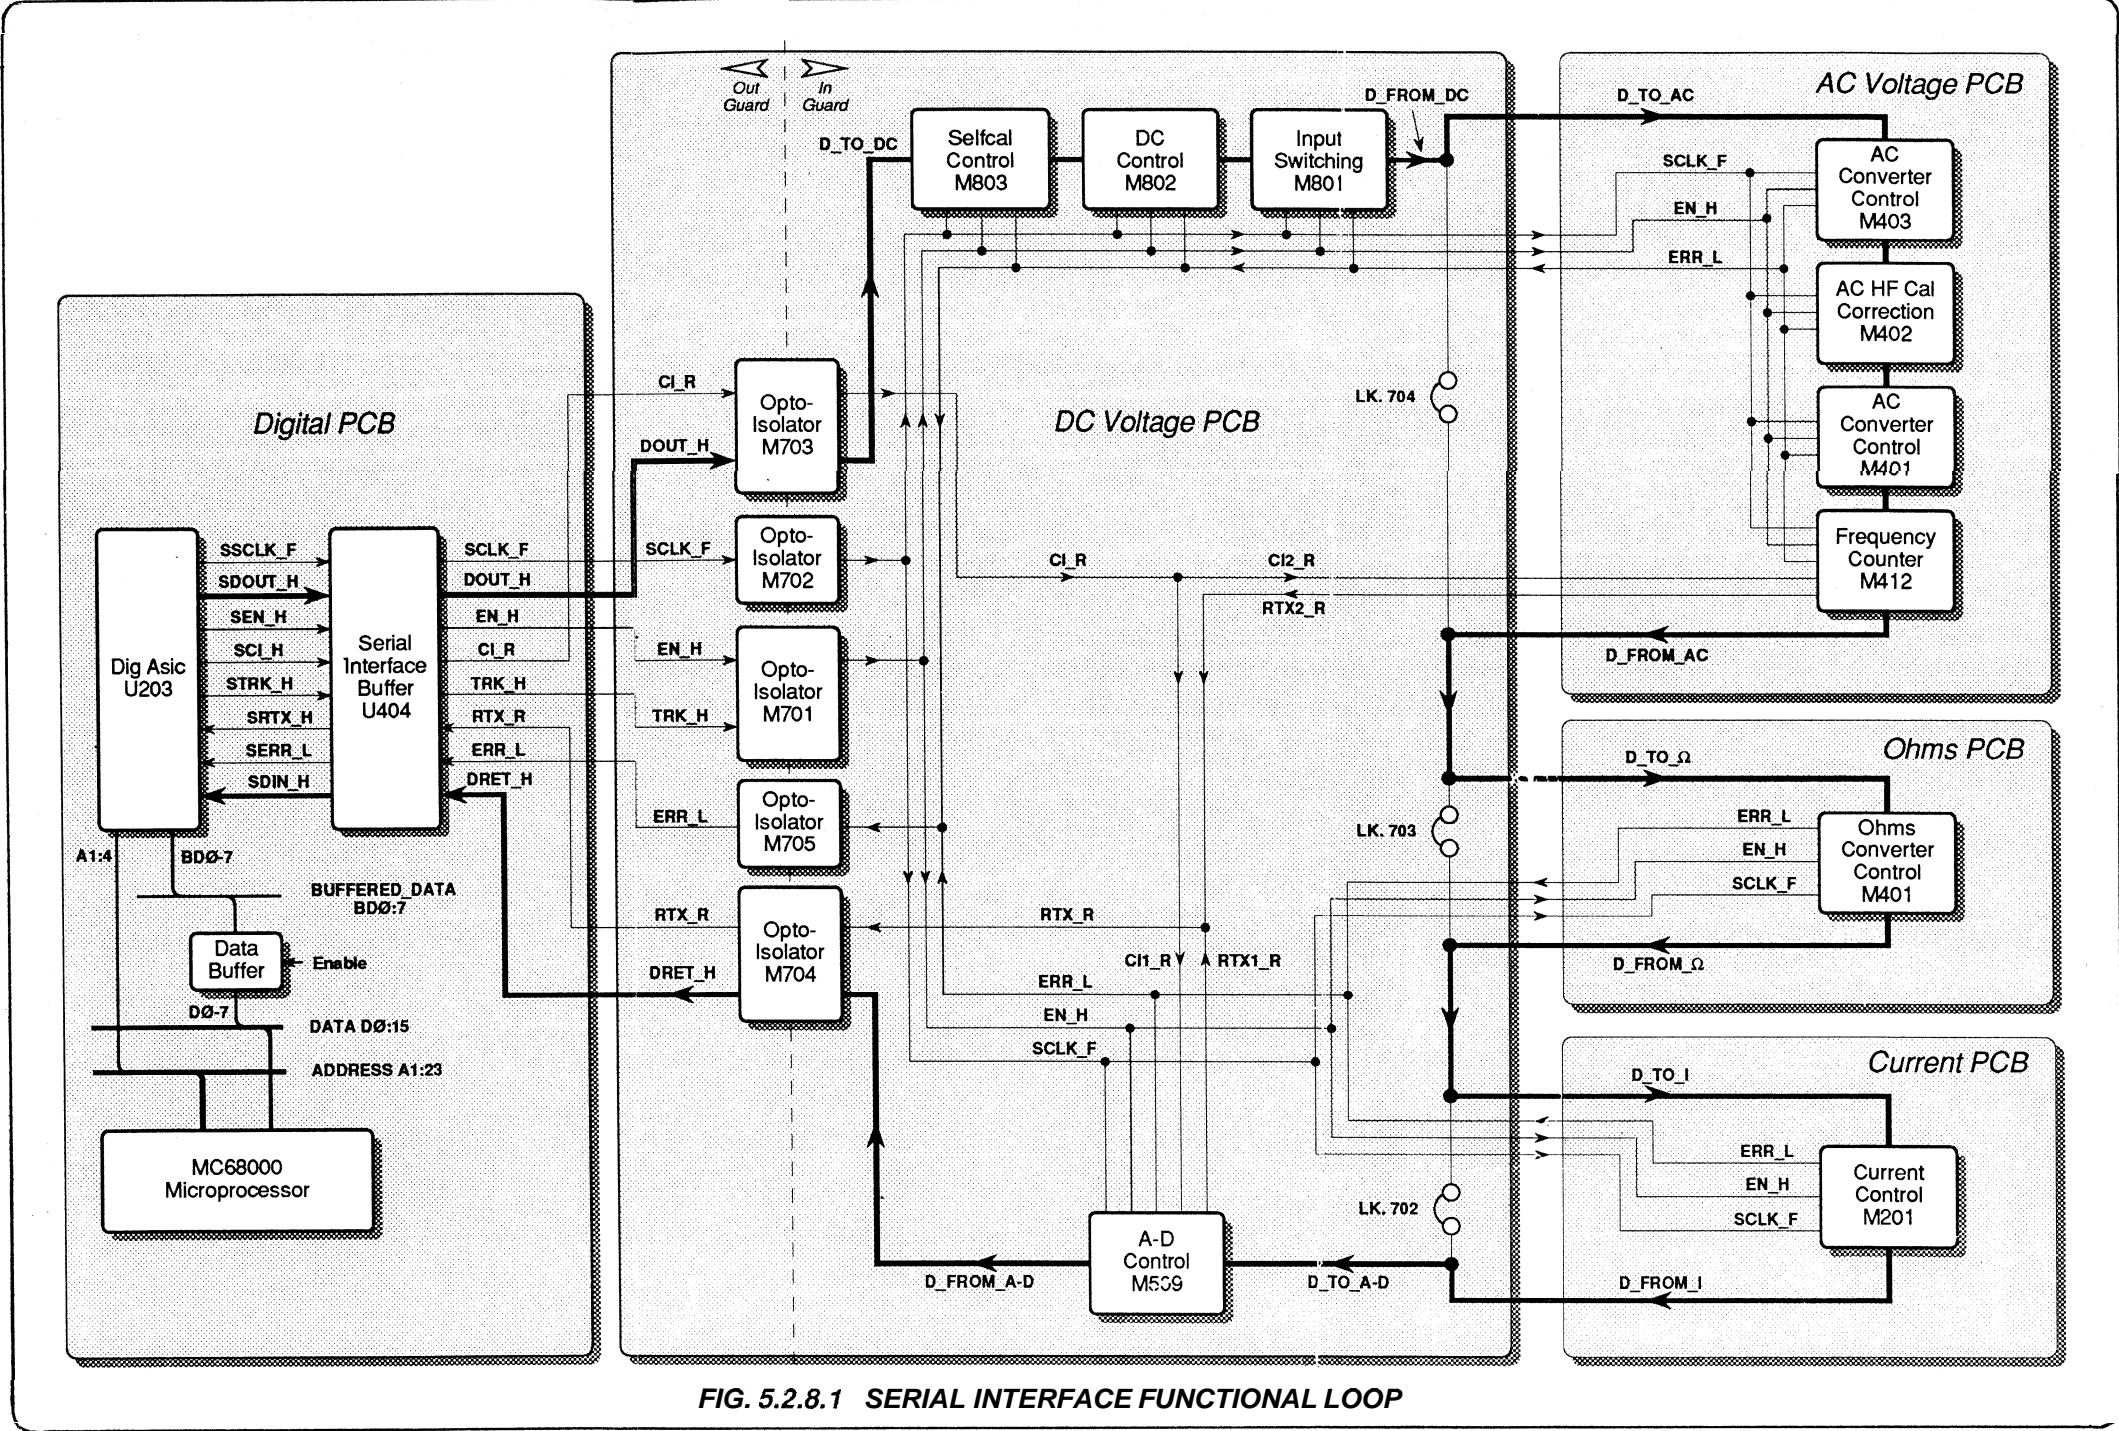 Out
Guard
In
Guard
D_TO_DC
Selfcal
Control
M803
DC
Control
M802
Input
Switching
M801
D_FROM_DC
AC Voltage PCB
D_TO_AC
SCLK_F
EN_H
ERR_L
AC
Converter
Control
M403
AC HF Cal
Correction
M402
AC
Converter
Control
M401
Frequency
Counter
M412
D_FROM_AC
Digital PCB
DC Voltage PCB
CI_R
DOUT_H
Opto-
Isolator
M703
LK. 704
Dig Asic
U203
SSCLK_F
SDOUT_H
SEN_H
SCI_H
STRK_H
SRTX_H
SERR_L
SDIN_H
Serial
Interface
Buffer
U404
SCLK_F
DOUT_H
EN_H
CI_R
TRK_H
RTX_R
ERR_L
DRET_H
SCLK_F
Opto-
Isolator
M702
CI_R
CI2_R
RTX2_R
EN_H
TRK_H
Opto-
Isolator
M701
ERR_L
Opto-
Isolator
M705
LK. 703
Ohms PCB
D_TO_Ω
ERR_L
EN_H
SCLK_F
Ohms
Converter
Control
M401
D_FROM_Ω
A1:4
BDØ-7
BUFFERED_DATA
BDØ:7
Data
Buffer
Enable
DØ-7
DATA DØ:15
ADDRESS A1:23
MC68000
Microprocessor
RTX_R
DRET_H
Opto-
Isolator
M704
RTX_R
CI1_R
RTX1_R
ERR_L
EN_H
SCLK_F
Current PCB
D_TO_I
ERR_L
EN_H
SCLK_F
Current
Control
M201
D_FROM_I
LK. 702
A-D
Control
D_FROM_A-D
D_TO_A-D
FIG. 5.2.8.1 SERIAL INTERFACE FUNCTIONAL LOOP